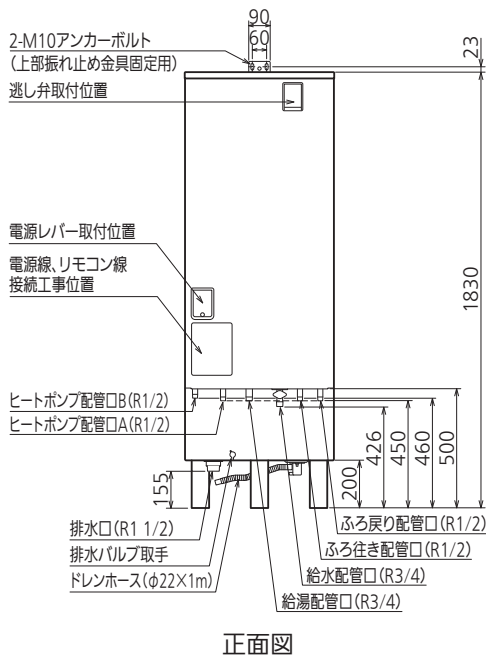 90
60
23
2-M10アンカーボルト
(上部振れ止め金具固定用)
逃し弁取付位置
1830
電源レバー取付位置
電源線、リモコン線
接続工事位置
ヒートポンプ配管口B(R1/2)
ヒートポンプ配管口A(R1/2)
155
200
426
450
460
500
排水口(R1 1/2)
排水バルブ取手
ドレンホース(φ22×1m)
ふろ戻り配管口(R1/2)
ふろ往き配管口(R1/2)
給水配管口(R3/4)
給湯配管口(R3/4)
正面図